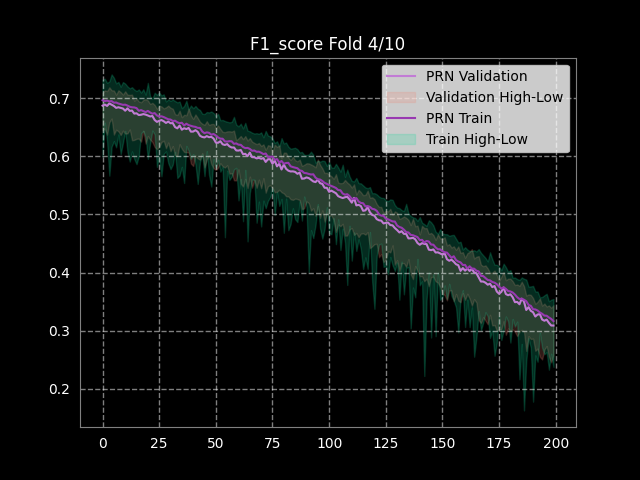 F1_score Fold 4/10
PRN Validation
Validation High-Low
PRN Train
Train High-Low
0.7
0.6
0.5
0.4
0.3
0.2
0 25 50 75 100 125 150 175 200